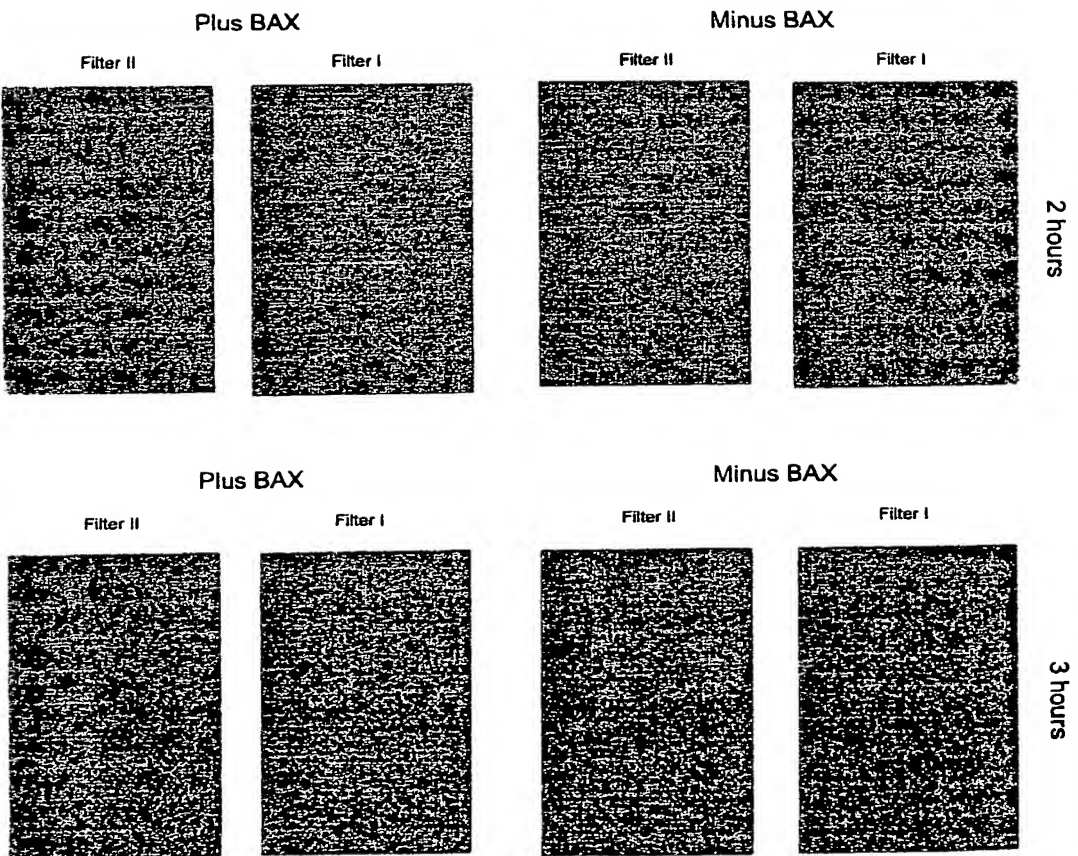 Plus BAX
Minus BAX
Filter II
Filter I
Filter II
Filter I
2 hours
Plus BAX
Minus BAX
Filter II
Filter I
Filter II
Filter I
3 hours